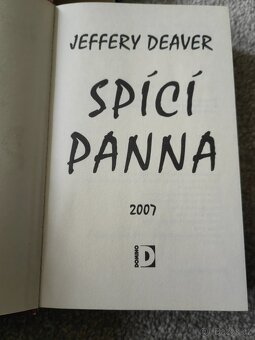 JEFFERY DEAVER
SPÍCÍ
PANNA
2007
DOMINO
D